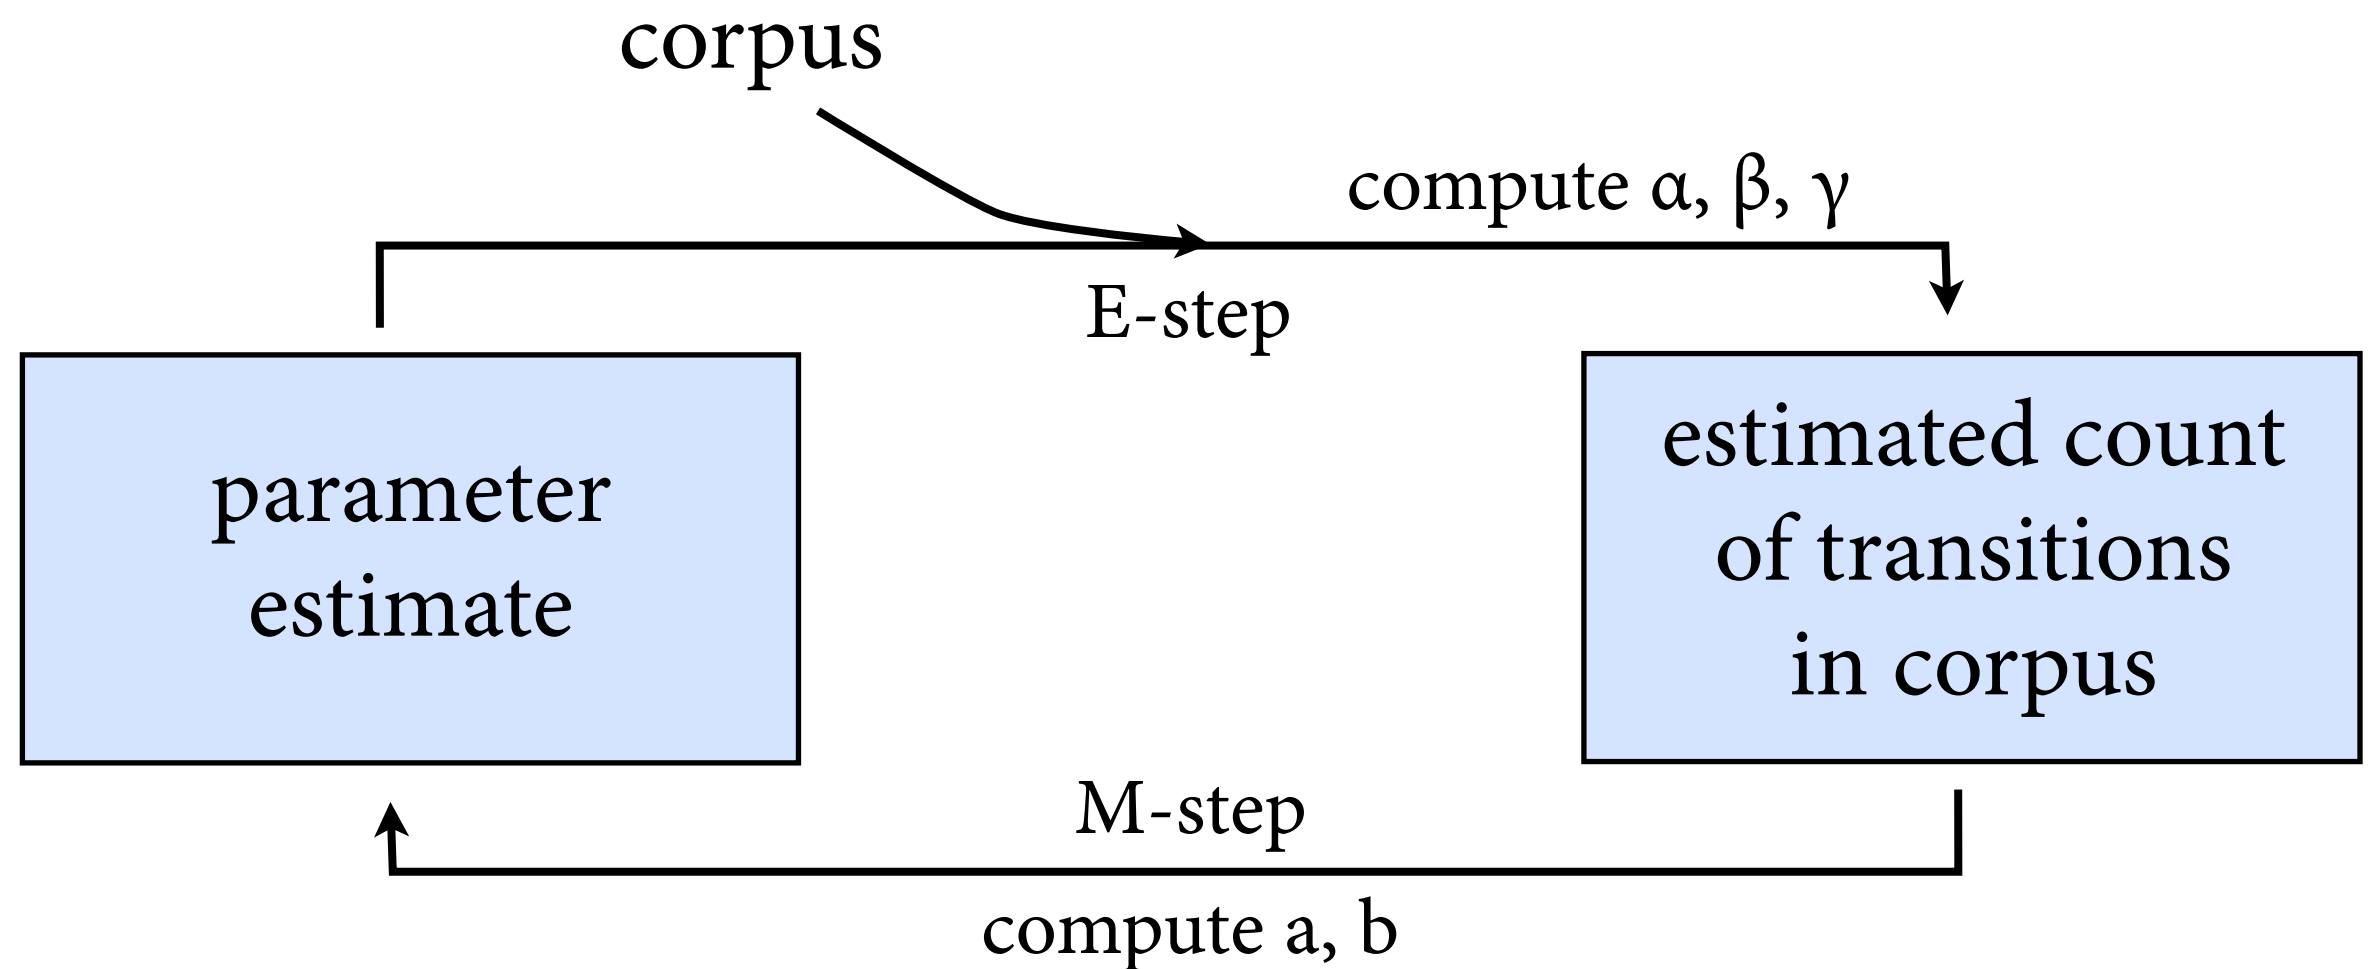 corpus
compute α, β, γ
E-step
parameter
estimate
estimated count
of transitions
in corpus
M-step
compute a, b